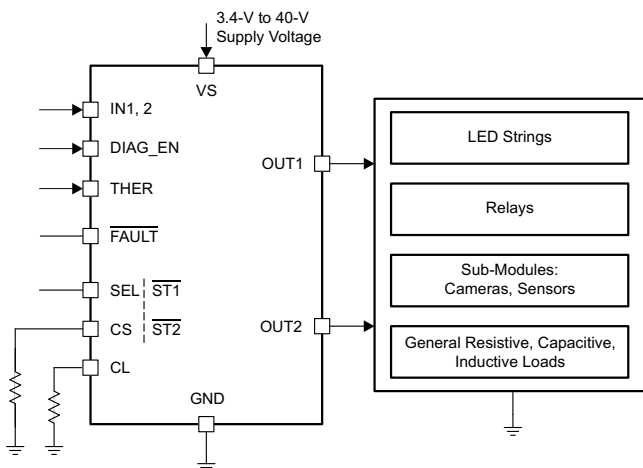 3.4-V to 40-V
Supply Voltage
VS
IN1, 2
DIAG_EN
THER
FAULT
SEL ST1
CS ST2
CL
OUT1
OUT2
GND
LED Strings
Relays
Sub-Modules:
Cameras, Sensors
General Resistive, Capacitive,
Inductive Loads